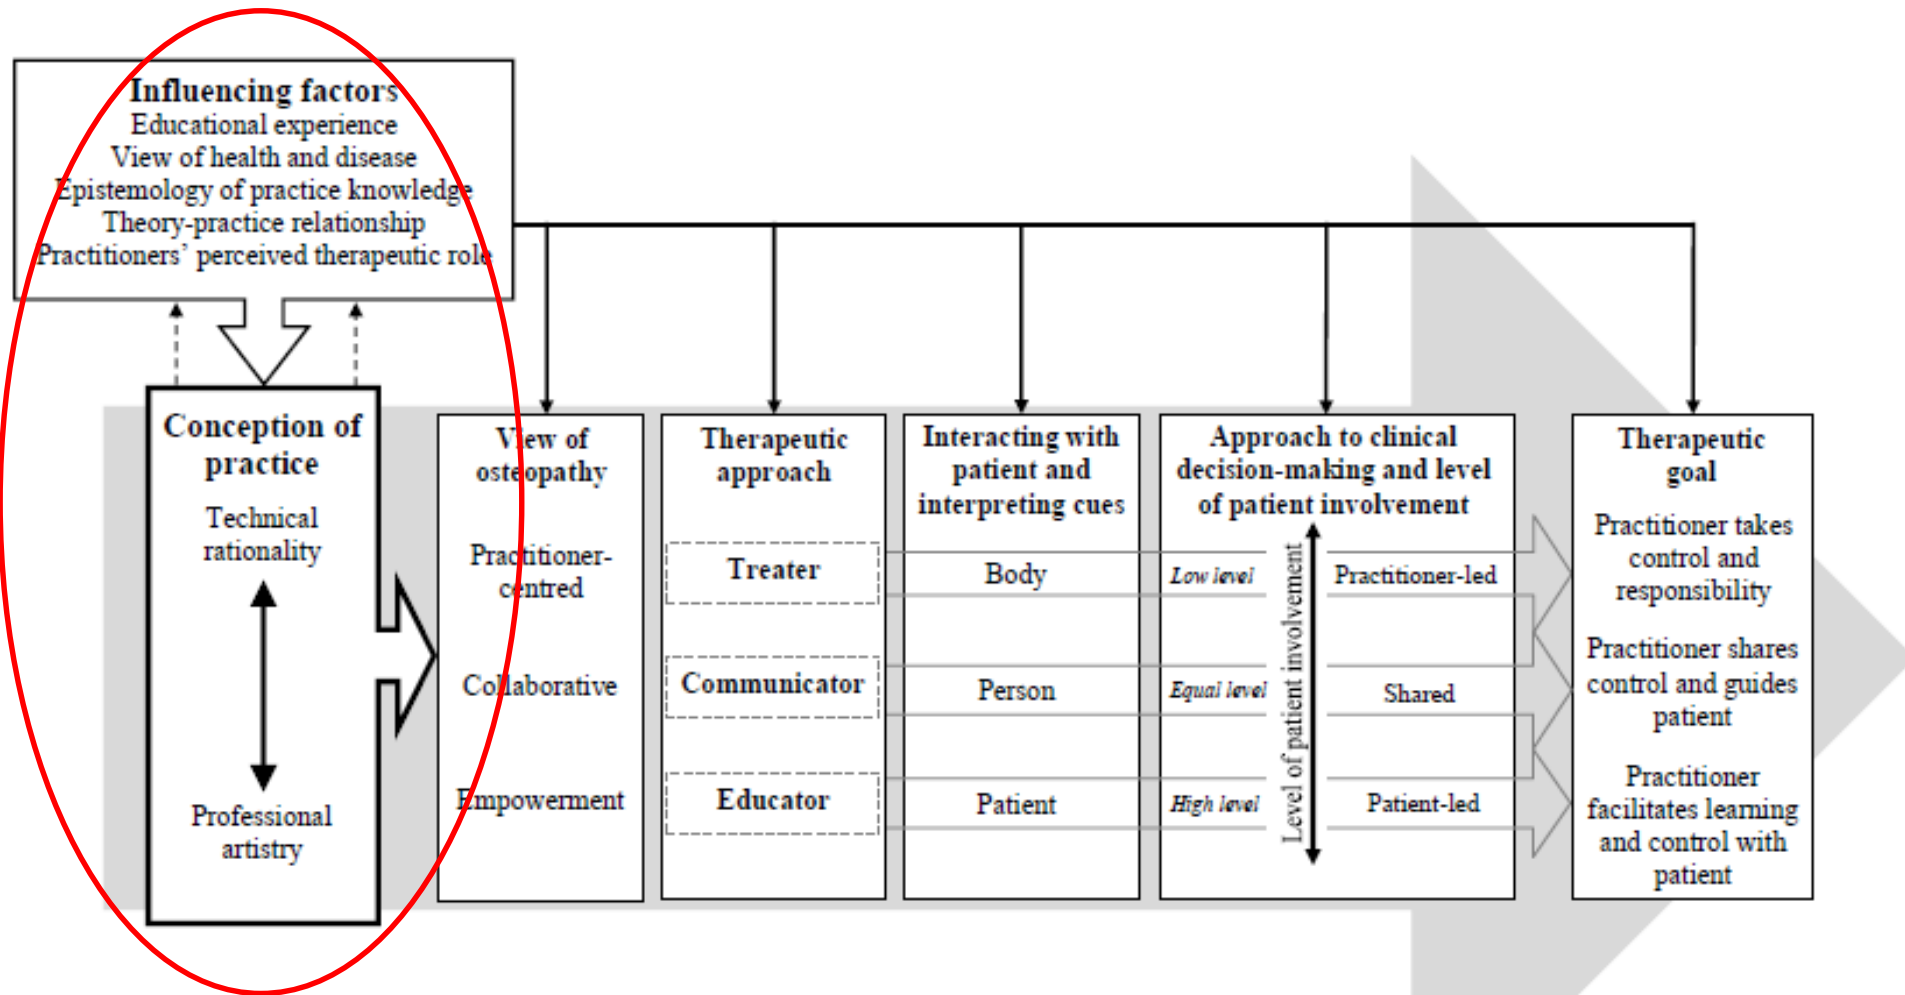 Influencing factors
Educational experience
View of health and disease
Epistemology of practice knowledge
Theory-practice relationship
Practitioners’ perceived therapeutic role
Conception of
practice
Technical
rationality
Professional
artistry
View of
osteopathy
Practitioner-
centred
Collaborative
Empowerment
Therapeutic
approach
Treater
Communicator
Educator
Interacting with
patient and
interpreting cues
Body
Person
Patient
Approach to clinical
decision-making and level
of patient involvement
Low level
Equal level
High level
Level of patient involvement
Practitioner-led
Shared
Patient-led
Therapeutic
goal
Practitioner takes
control and
responsibility
Practitioner shares
control and guides
patient
Practitioner
facilitates learning
and control with
patient